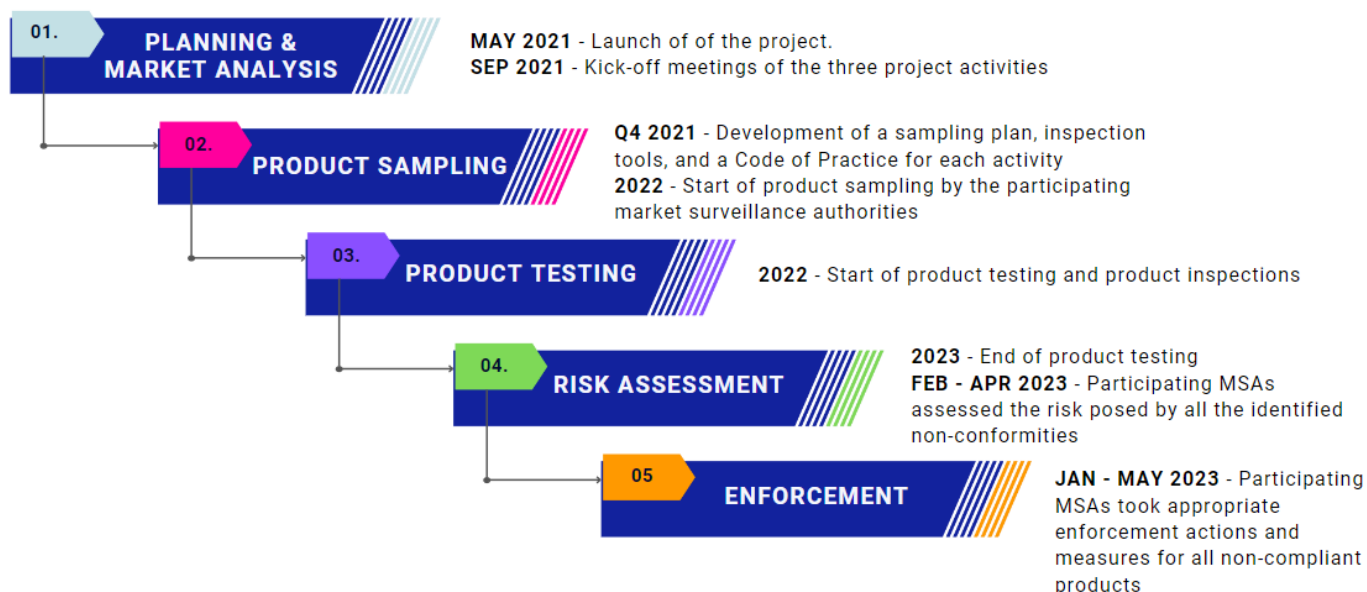 01.
PLANNING &
MARKET ANALYSIS
MAY 2021 - Launch of of the project.
SEP 2021 - Kick-off meetings of the three project activities
02.
PRODUCT SAMPLING
Q4 2021 - Development of a sampling plan, inspection
tools, and a Code of Practice for each activity
2022 - Start of product sampling by the participating
market surveillance authorities
03.
PRODUCT TESTING
2022 - Start of product testing and product inspections
04.
RISK ASSESSMENT
2023 - End of product testing
FEB - APR 2023 - Participating MSAs
assessed the risk posed by all the identified
non-conformities
05
ENFORCEMENT
JAN - MAY 2023 - Participating
MSAs took appropriate
enforcement actions and
measures for all non-compliant
products